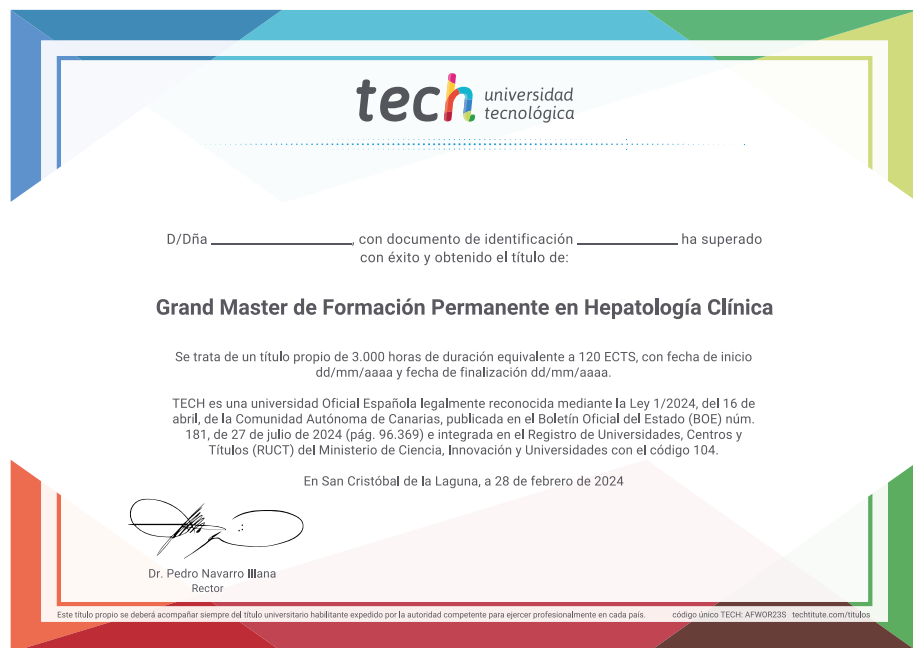 tech universidad
tecnológica
D/Dña ____________________, con documento de identificación ______________ ha superado
con éxito y obtenido el título de:
Grand Master de Formación Permanente en Hepatología Clínica
Se trata de un título propio de 3.000 horas de duración equivalente a 120 ECTS, con fecha de inicio
dd/mm/aaaa y fecha de finalización dd/mm/aaaa.
TECH es una universidad Oficial Española legalmente reconocida mediante la Ley 1/2024, del 16 de
abril, de la Comunidad Autónoma de Canarias, publicada en el Boletín Oficial del Estado (BOE) núm.
181, de 27 de julio de 2024 (pág. 96.369) e integrada en el Registro de Universidades, Centros y
Títulos (RUCT) del Ministerio de Ciencia, Innovación y Universidades con el código 104.
En San Cristóbal de la Laguna, a 28 de febrero de 2024
Dr. Pedro Navarro Illana
Rector
Este título propio se deberá acompañar siempre del título universitario habilitante expedido por la autoridad competente para ejercer profesionalmente en cada país. código único TECH: AFWOR23S techtitute.com/titulos